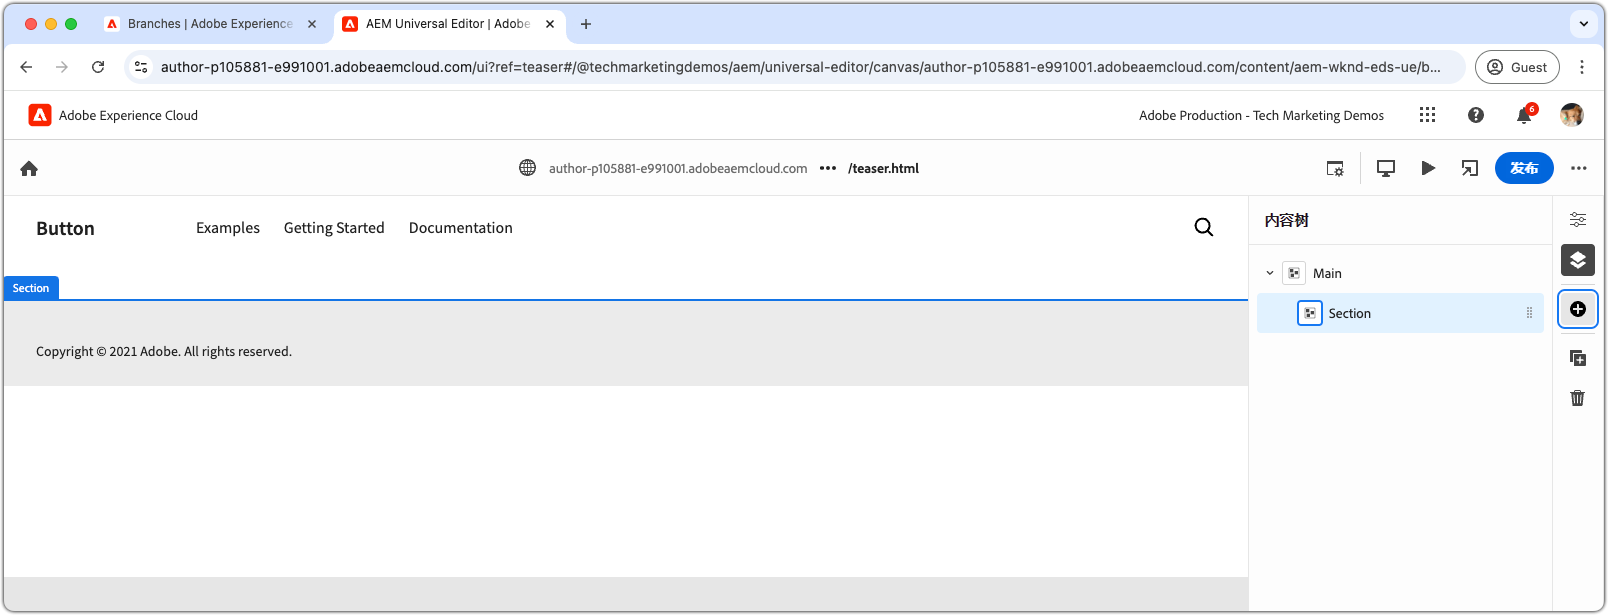 Branches | Adobe Experience
AEM Universal Editor | Adobe
author-p105881-e991001.adobeaemcloud.com/ui?ref=teaser#/@techmarketingdemos/aem/universal-editor/canvas/author-p105881-e991001.adobeaemcloud.com/content/aem-wknd-eds-ue/b...
Guest
Adobe Experience Cloud
Adobe Production - Tech Marketing Demos
6
author-p105881-e991001.adobeaemcloud.com ••• /teaser.html
发布
Button
Examples
Getting Started
Documentation
内容树
Main
Section
Section
Copyright © 2021 Adobe. All rights reserved.